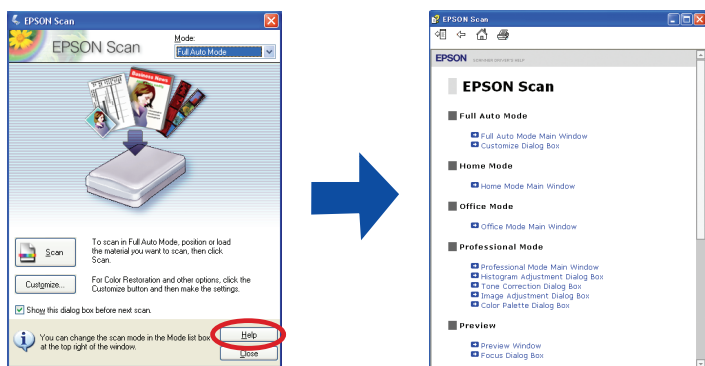 EPSON Scan
EPSON Scan
Mode:
Full Auto Mode
Business News
Scan
To scan in Full Auto Mode, position or load
the material you want to scan, then click
Scan.
Customize...
For Color Restoration and other options, click the
Customize button and then make the settings.
Show this dialog box before next scan.
You can change the scan mode in the Mode list box
at the top right of the window.
Help
Close
EPSON Scan
EPSON SCANNER DRIVER'S HELP
EPSON Scan
Full Auto Mode
Full Auto Mode Main Window
Customize Dialog Box
Home Mode
Home Mode Main Window
Office Mode
Office Mode Main Window
Professional Mode
Professional Mode Main Window
Histogram Adjustment Dialog Box
Tone Correction Dialog Box
Image Adjustment Dialog Box
Color Palette Dialog Box
Preview
Preview Window
Focus Dialog Box